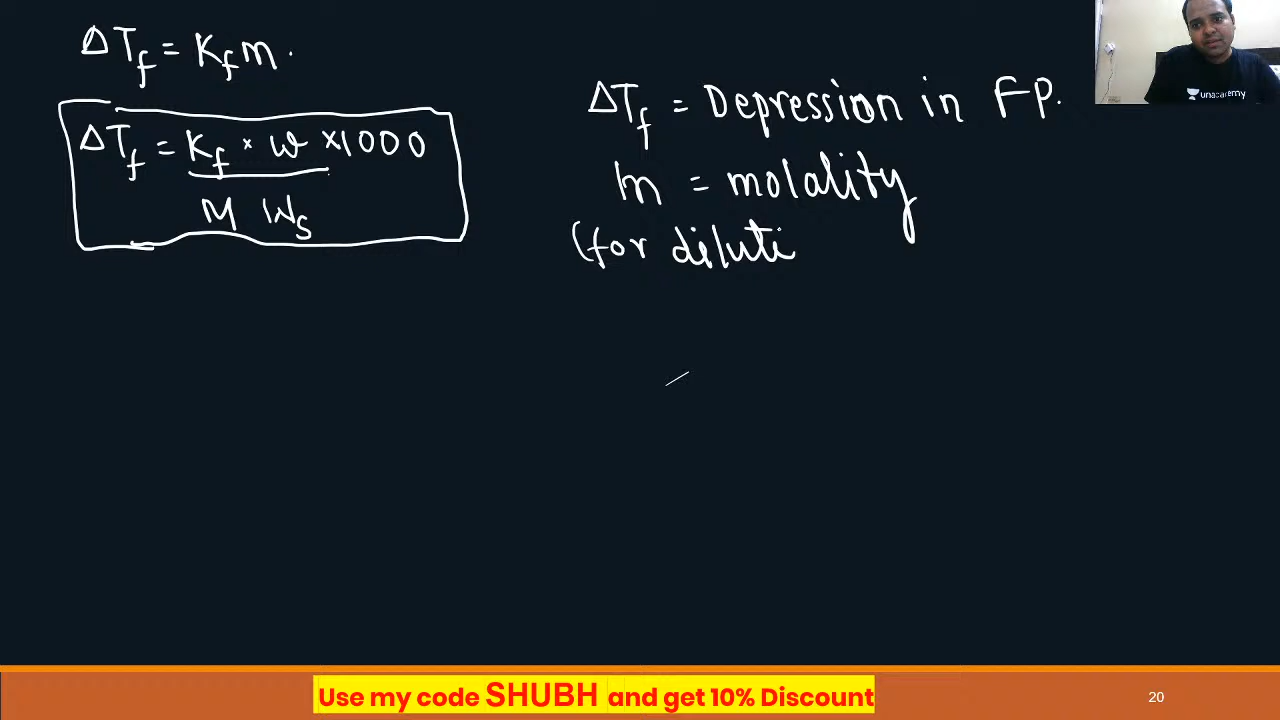 ΔTf = Kf m.
ΔTf = Kf × w × 1000
M Ws
ΔTf = Depression in FP.
m = molality
(for diluti
unacademy
Use my code SHUBH and get 10% Discount
20